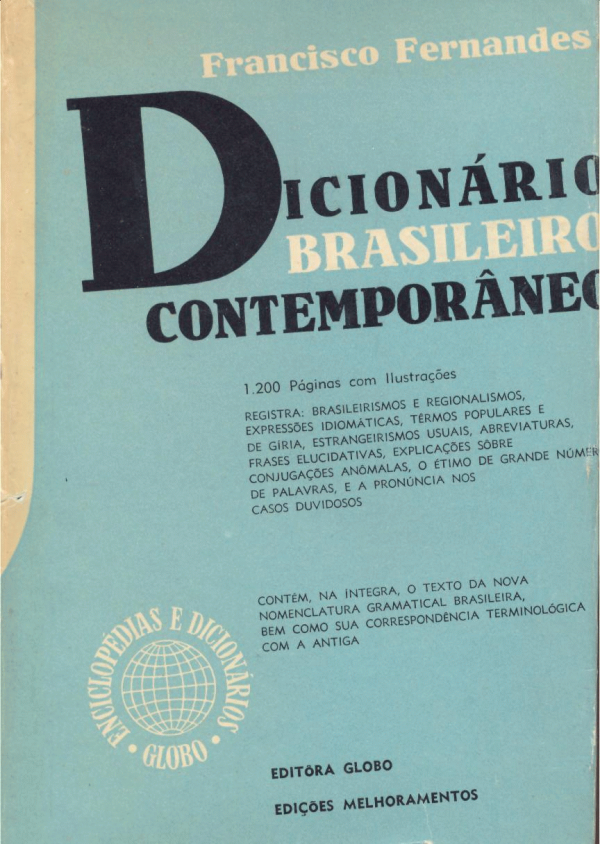 Francisco Fernandes
DICIONÁRIO
BRASILEIRO
CONTEMPORÂNEO
1.200 Páginas com Ilustrações
REGISTRA: BRASILEIRISMOS E REGIONALISMOS,
EXPRESSÕES IDIOMÁTICAS, TÊRMOS POPULARES E
DE GÍRIA, ESTRANGEIRISMOS USUAIS, ABREVIATURAS,
FRASES ELUCIDATIVAS, EXPLICAÇÕES SÔBRE
CONJUGAÇÕES ANÔMALAS, O ÉTIMO DE GRANDE NÚMER
DE PALAVRAS, E A PRONÚNCIA NOS
CASOS DUVIDOSOS
CONTÉM, NA ÍNTEGRA, O TEXTO DA NOVA
NOMENCLATURA GRAMATICAL BRASILEIRA,
BEM COMO SUA CORRESPONDÊNCIA TERMINOLÓGICA
COM A ANTIGA
ENCICLOPÉDIAS E DICIONÁRIOS
• GLOBO •
EDITÔRA GLOBO
EDIÇÕES MELHORAMENTOS